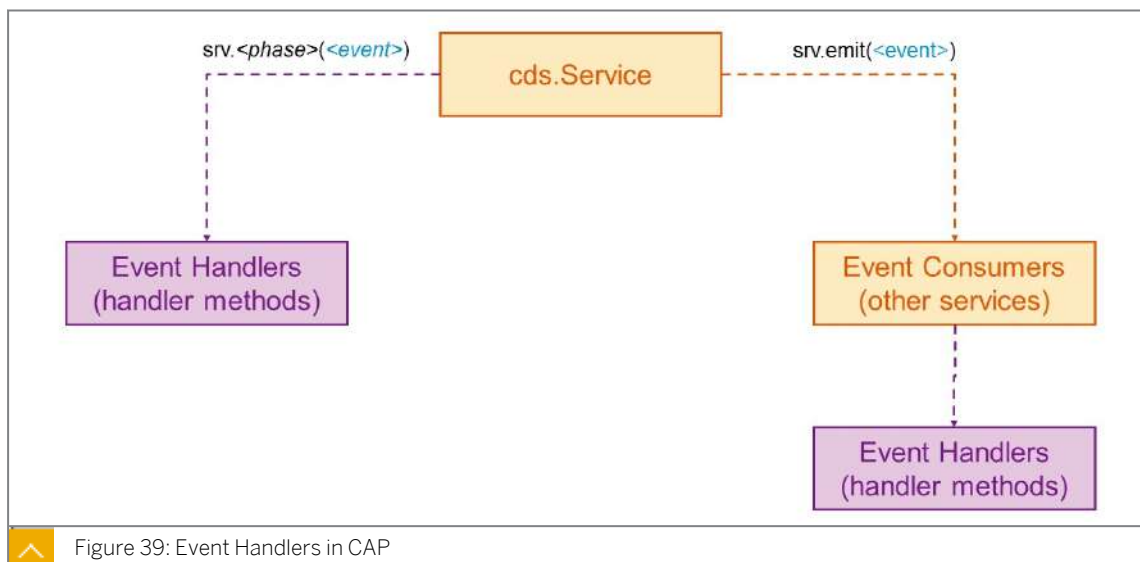 srv.<phase>(<event>)
cds.Service
srv.emit(<event>)
Event Handlers
(handler methods)
Event Consumers
(other services)
Event Handlers
(handler methods)
Figure 39: Event Handlers in CAP